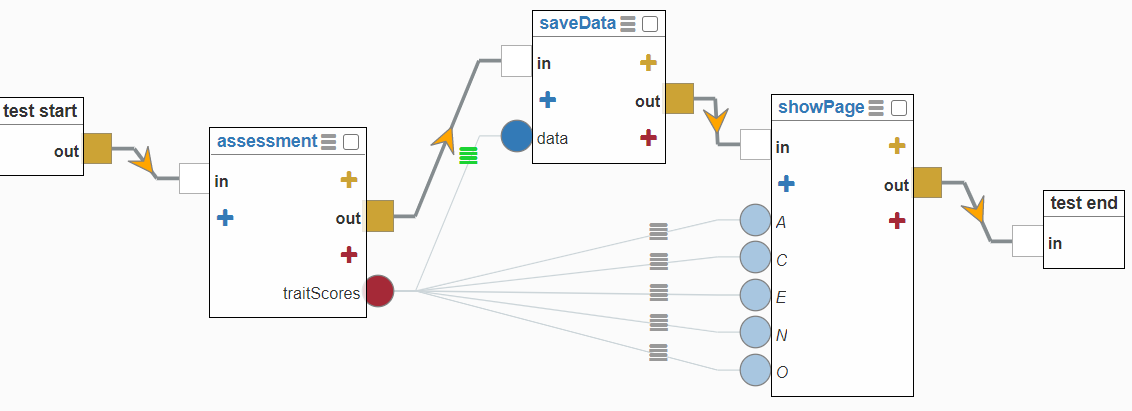 test start
out
assessment
in
out
traitScores
saveData
in
out
data
showPage
in
out
A
C
E
N
O
test end
in